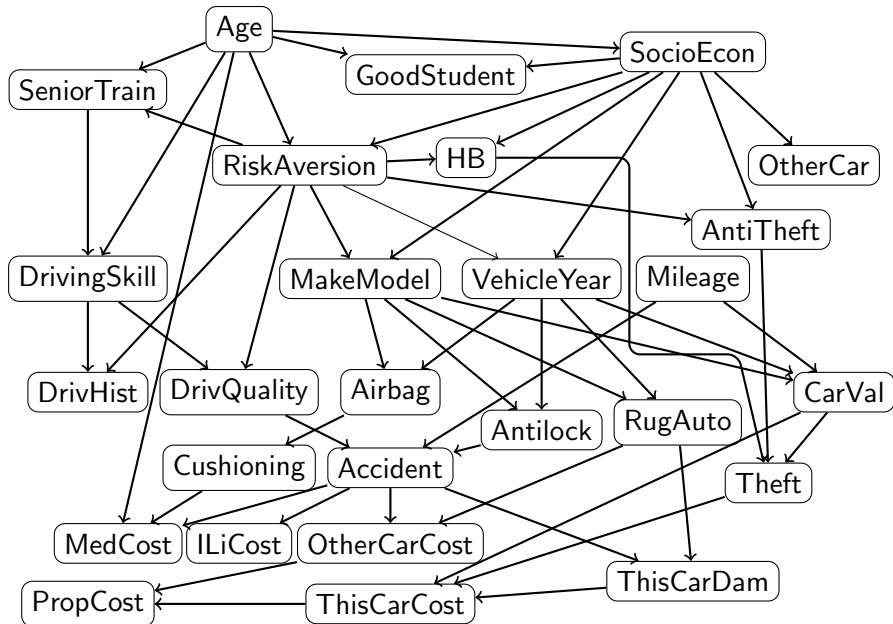 Age
SocioEcon
GoodStudent
SeniorTrain
HB
RiskAversion
OtherCar
AntiTheft
DrivingSkill
MakeModel
VehicleYear
Mileage
DrivHist
DrivQuality
Airbag
CarVal
RugAuto
Antilock
Cushioning
Accident
Theft
MedCost
ILiCost
OtherCarCost
ThisCarDam
PropCost
ThisCarCost